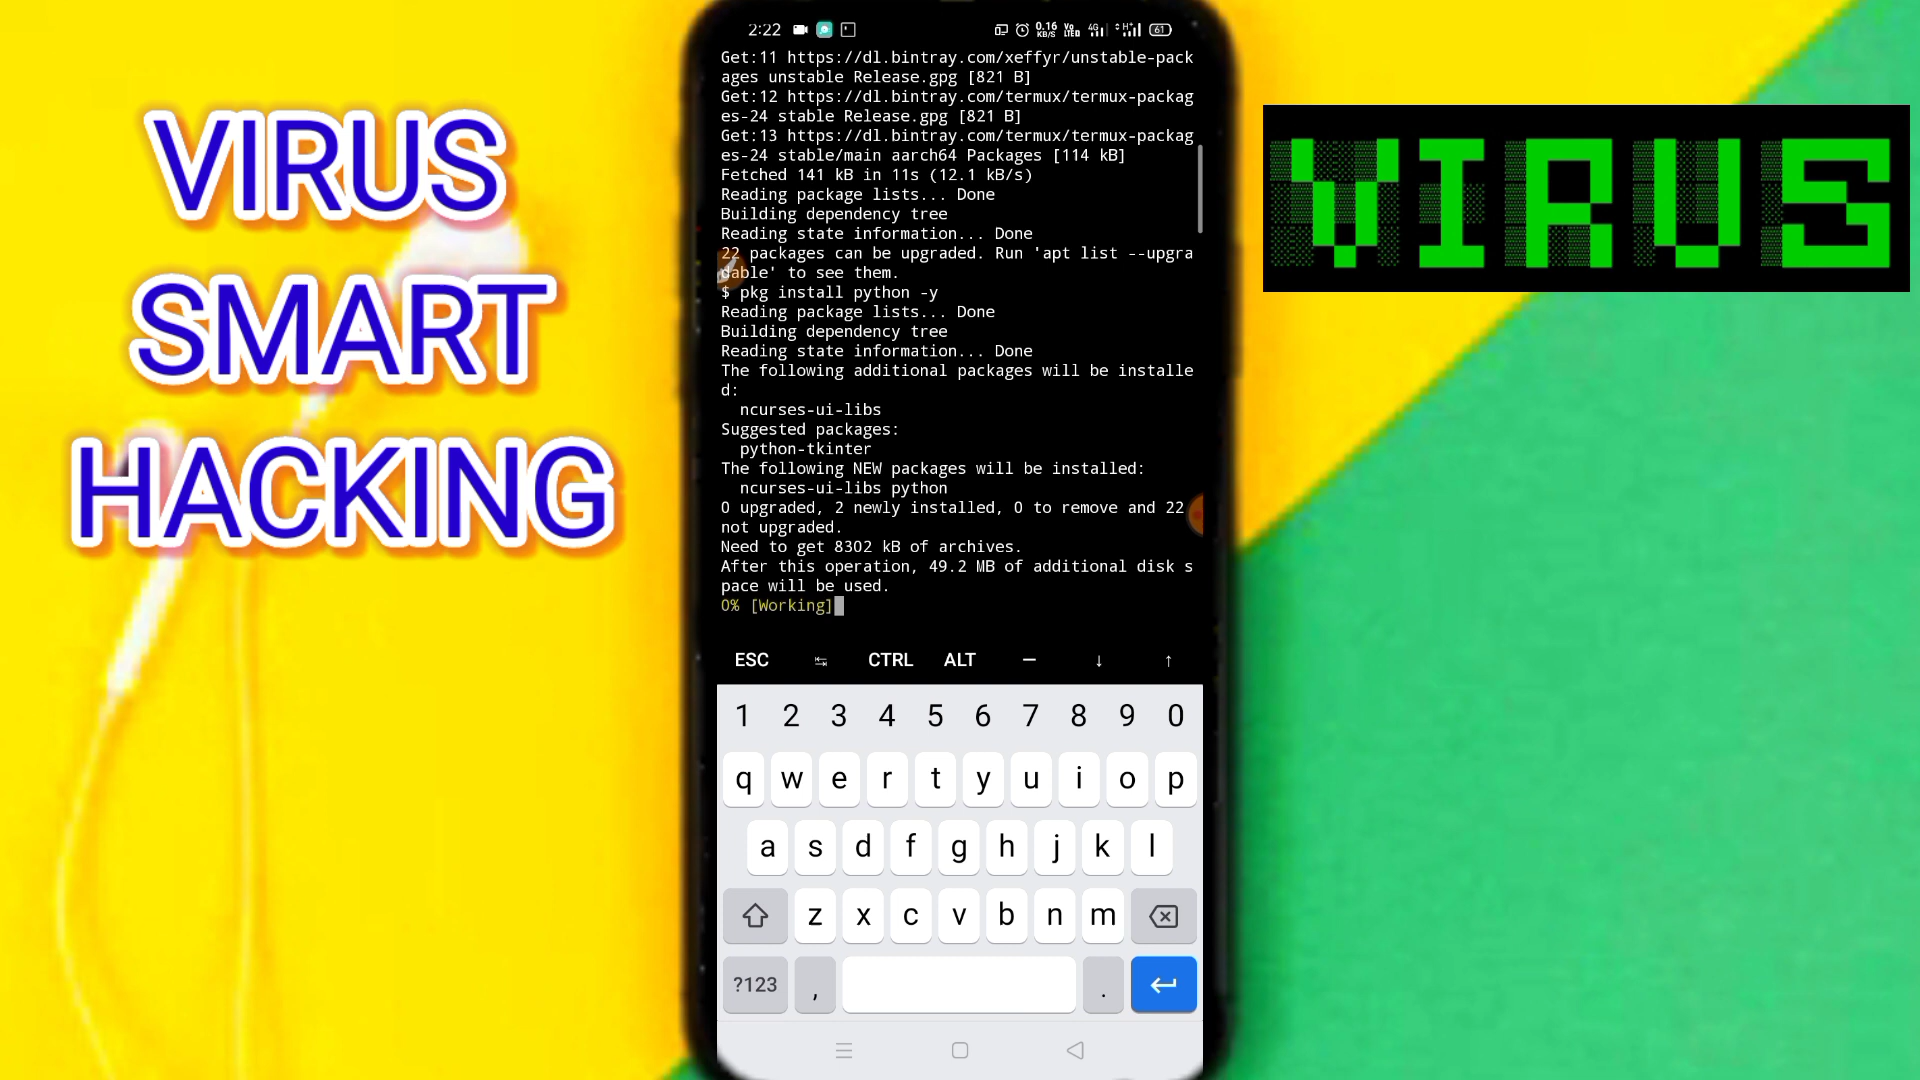 VIRUS
SMART
HACKING
2:22 0.16 KB/S Vo LTE 4G H+ 61
Get:11 https://dl.bintray.com/xeffyr/unstable-pack
ages unstable Release.gpg [821 B]
Get:12 https://dl.bintray.com/termux/termux-packag
es-24 stable Release.gpg [821 B]
Get:13 https://dl.bintray.com/termux/termux-packag
es-24 stable/main aarch64 Packages [114 kB]
Fetched 141 kB in 11s (12.1 kB/s)
Reading package lists... Done
Building dependency tree
Reading state information... Done
22 packages can be upgraded. Run 'apt list --upgra
dable' to see them.
$ pkg install python -y
Reading package lists... Done
Building dependency tree
Reading state information... Done
The following additional packages will be installe
d:
ncurses-ui-libs
Suggested packages:
python-tkinter
The following NEW packages will be installed:
ncurses-ui-libs python
0 upgraded, 2 newly installed, 0 to remove and 22
not upgraded.
Need to get 8302 kB of archives.
After this operation, 49.2 MB of additional disk s
pace will be used.
0% [Working]
ESC ↹ CTRL ALT — ↓ ↑
1 2 3 4 5 6 7 8 9 0
q w e r t y u i o p
a s d f g h j k l
z x c v b n m
?123 , .
VIRUS